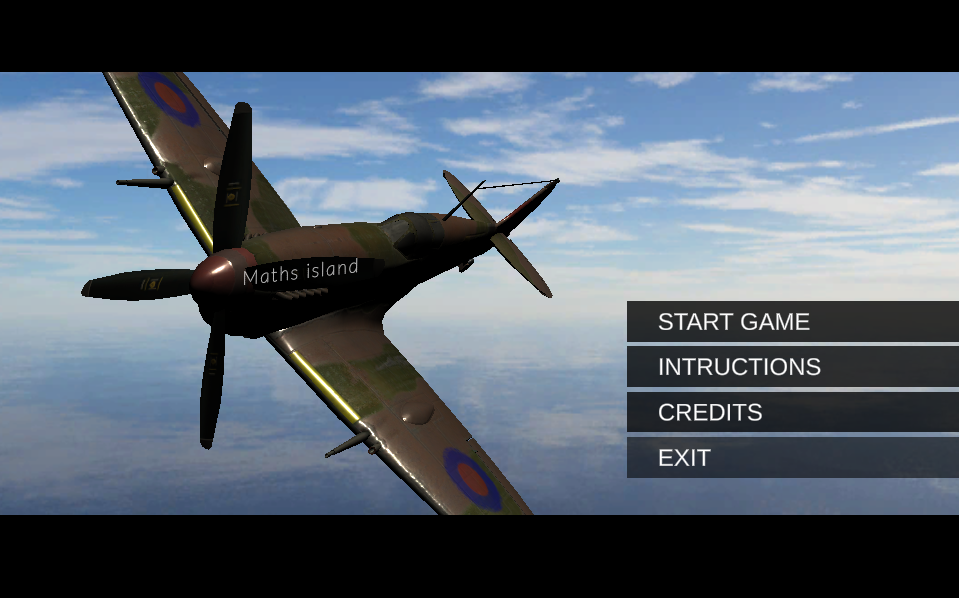 Maths island
START GAME
INTRUCTIONS
CREDITS
EXIT